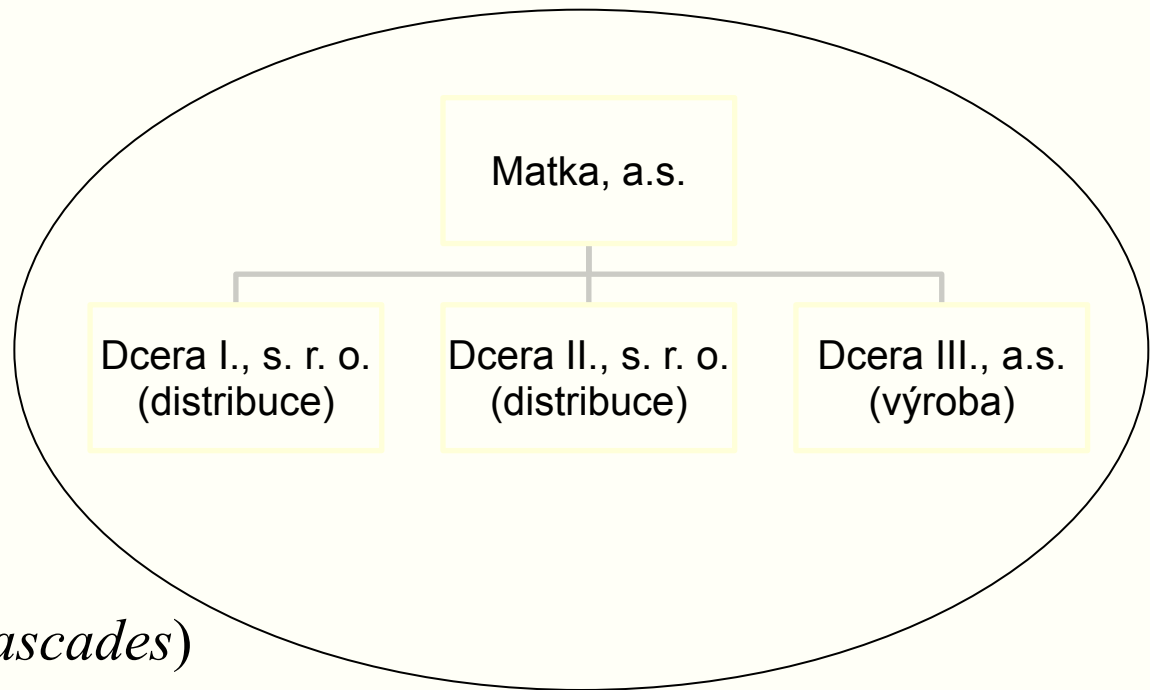 Matka, a.s.
Dcera I., s. r. o.
(distribuce)
Dcera II., s. r. o.
(distribuce)
Dcera III., a.s.
(výroba)
ascades)